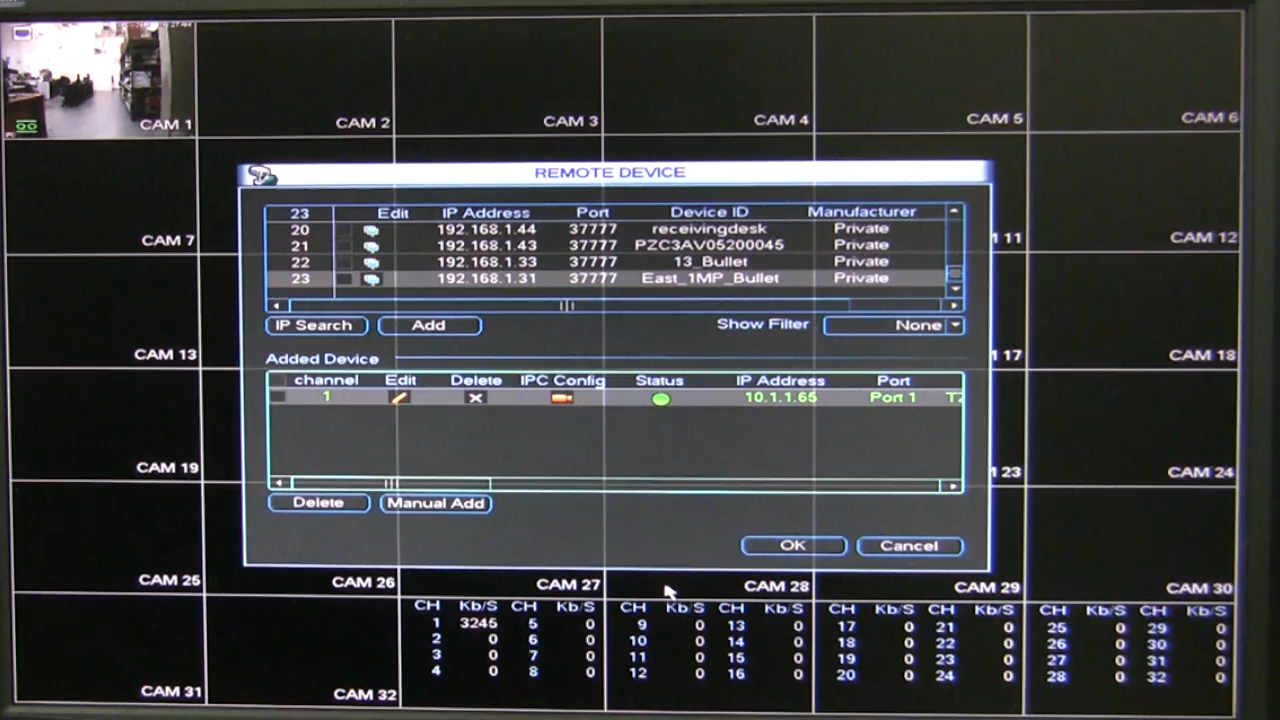 CAM 1 CAM 2 CAM 3 CAM 4 CAM 5 CAM 6
REMOTE DEVICE
23 Edit IP Address Port Device ID Manufacturer
20 192.168.1.44 37777 receivingdesk Private
CAM 7 21 192.168.1.43 37777 PZC3AV05200045 Private 11 CAM 12
22 192.168.1.33 37777 13_Bullet Private
23 192.168.1.31 37777 East_1MP_Bullet Private
IP Search Add Show Filter None
CAM 13 Added Device 17 CAM 18
channel Edit Delete IPC Config Status IP Address Port
1 10.1.1.65 Port 1 TZ
CAM 19 23 CAM 24
Delete Manual Add
OK Cancel
CAM 25 CAM 26 CAM 27 CAM 28 CAM 29 CAM 30
CH Kb/S CH Kb/S CH Kb/S CH Kb/S CH Kb/S CH Kb/S CH Kb/S CH Kb/S
1 3245 5 0 9 0 13 0 17 0 21 0 25 0 29 0
2 0 6 0 10 0 14 0 18 0 22 0 26 0 30 0
3 0 7 0 11 0 15 0 19 0 23 0 27 0 31 0
4 0 8 0 12 0 16 0 20 0 24 0 28 0 32 0
CAM 31 CAM 32